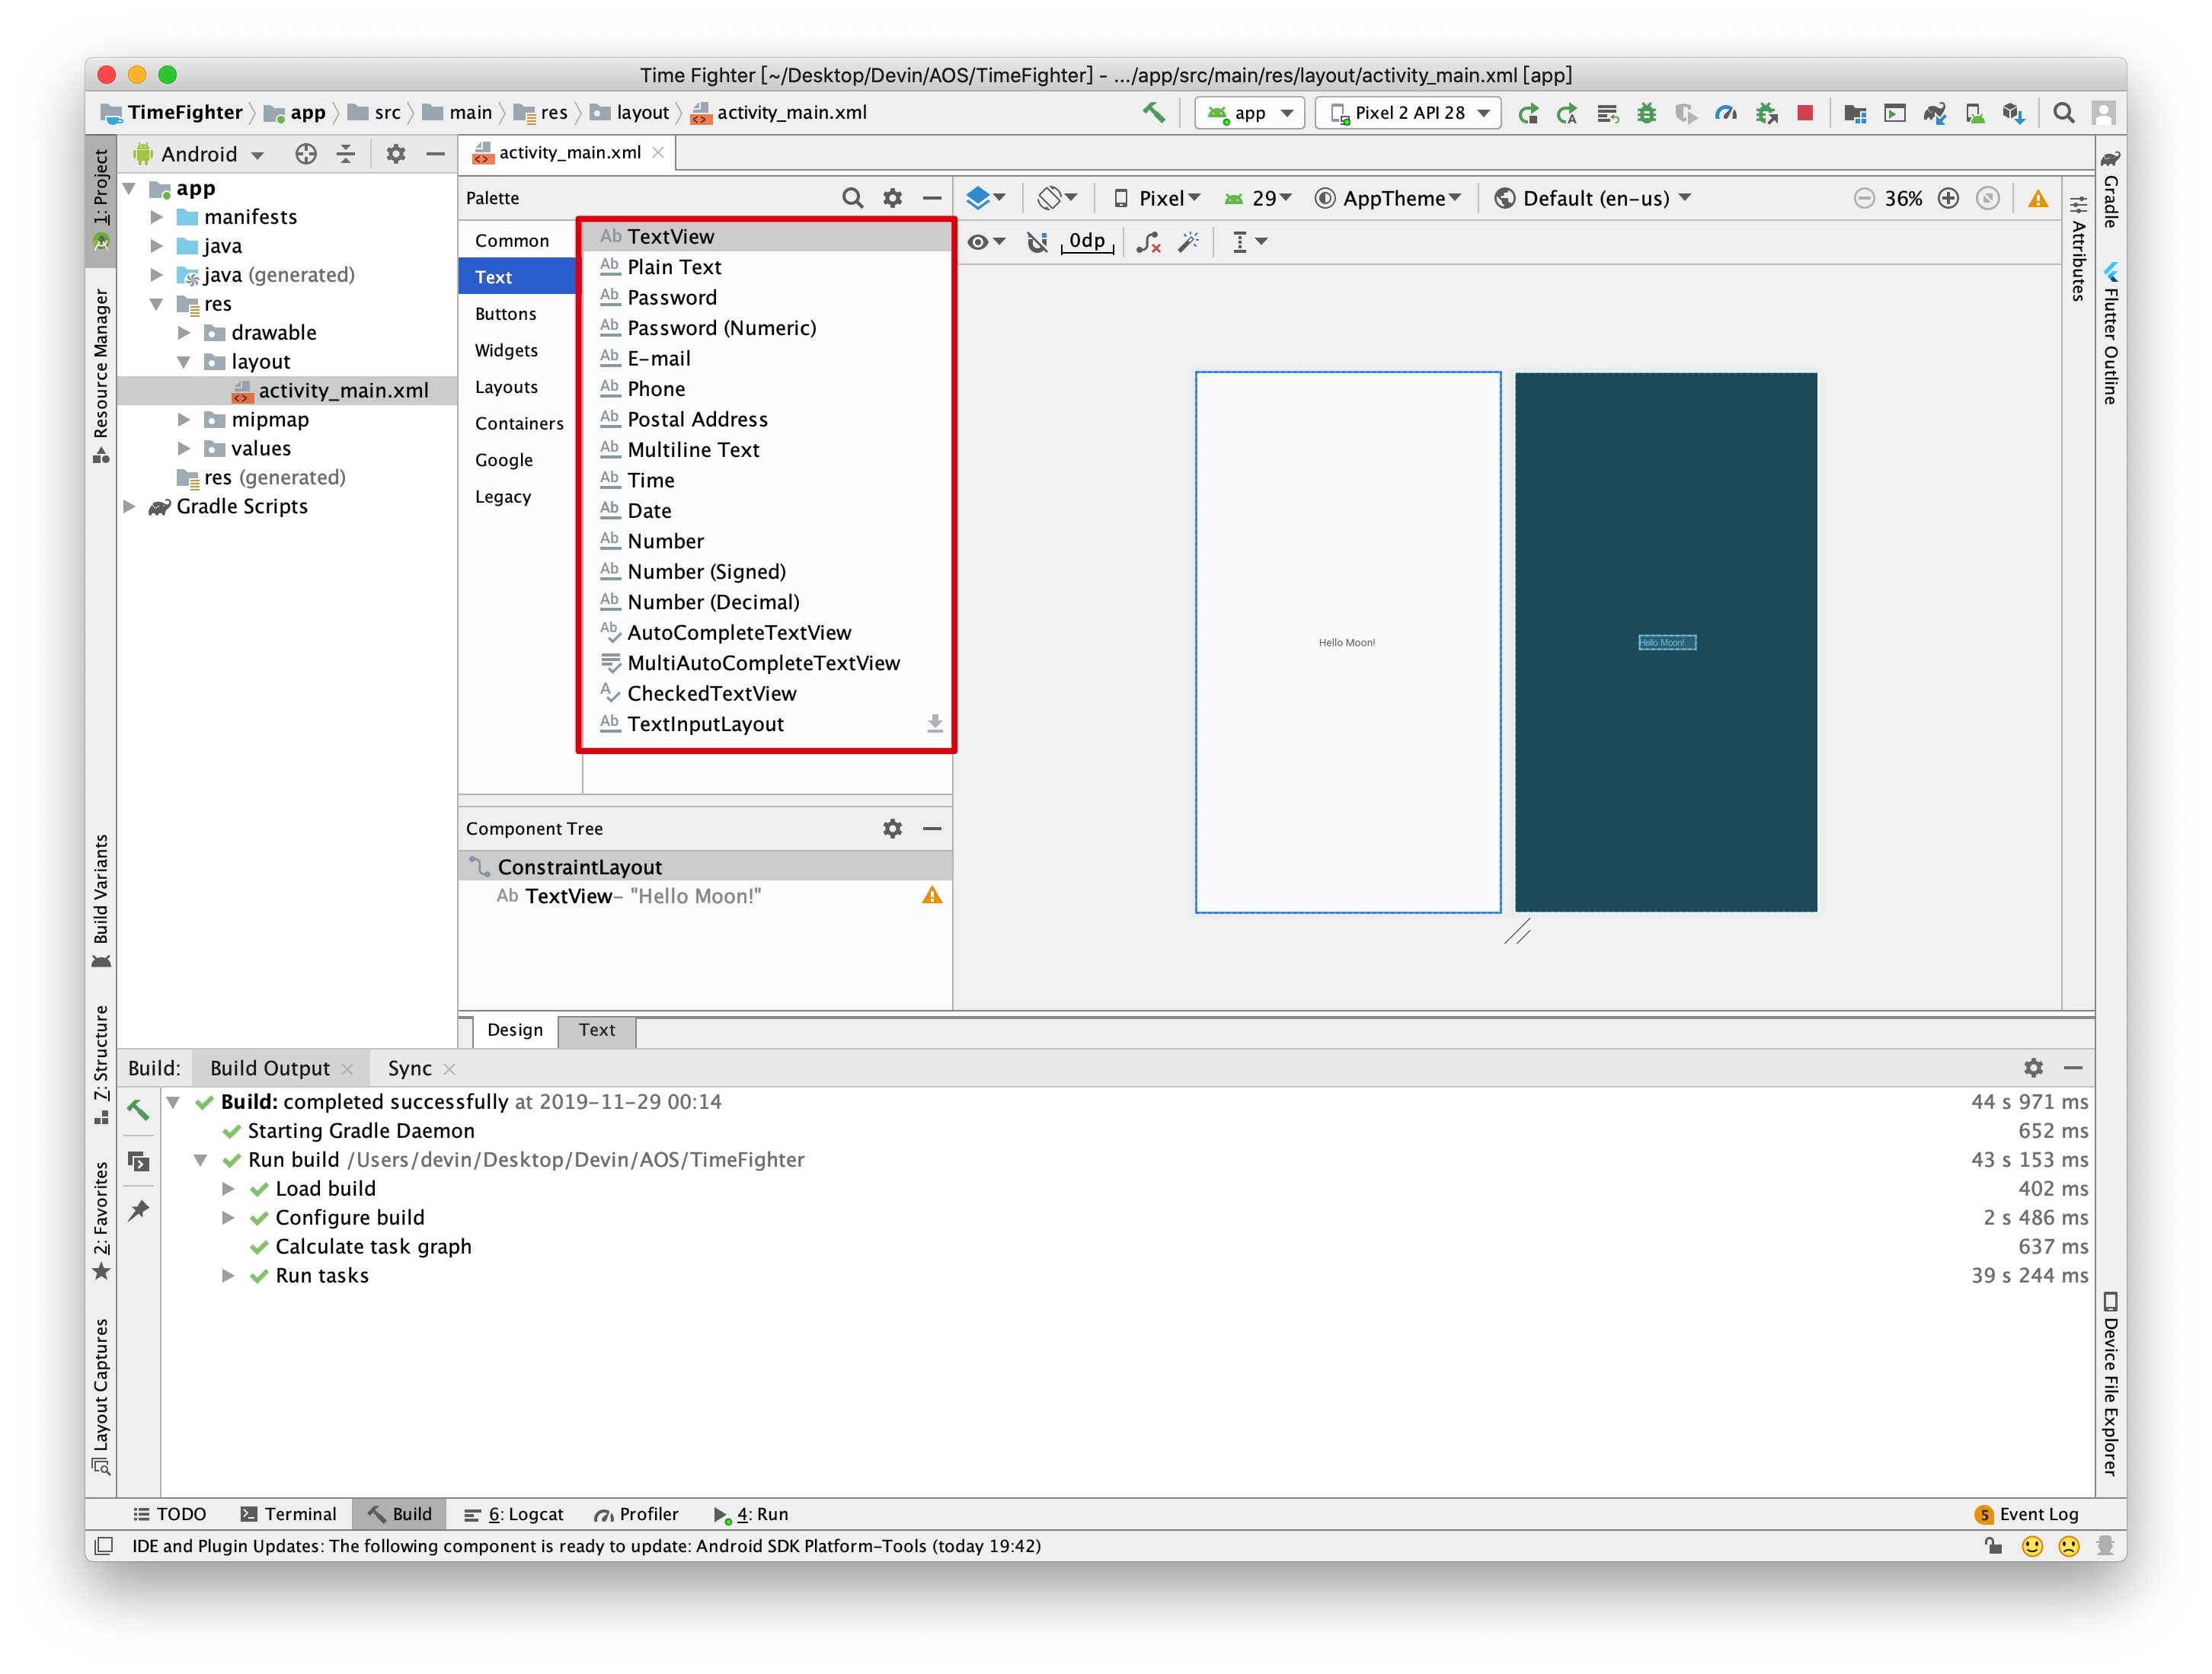 Time Fighter [~/Desktop/Devin/AOS/TimeFighter] - .../app/src/main/res/layout/activity_main.xml [app]
TimeFighter app src main res layout activity_main.xml
app
Pixel 2 API 28
1: Project
Resource Manager
Build Variants
7: Structure
2: Favorites
Layout Captures
Android
app
manifests
java
java (generated)
res
drawable
layout
activity_main.xml
mipmap
values
res (generated)
Gradle Scripts
activity_main.xml
Palette
Common
Text
Buttons
Widgets
Layouts
Containers
Google
Legacy
Ab TextView
Ab Plain Text
Ab Password
Ab Password (Numeric)
Ab E-mail
Ab Phone
Ab Postal Address
Ab Multiline Text
Ab Time
Ab Date
Ab Number
Ab Number (Signed)
Ab Number (Decimal)
Ab AutoCompleteTextView
MultiAutoCompleteTextView
A CheckedTextView
Ab TextInputLayout
Component Tree
ConstraintLayout
Ab TextView– "Hello Moon!"
Pixel
29
AppTheme
Default (en-us)
36%
0dp
Hello Moon!
Hello Moon!
Attributes
Gradle
Flutter Outline
Device File Explorer
Design Text
Build: Build Output Sync
Build: completed successfully at 2019-11-29 00:14 44 s 971 ms
Starting Gradle Daemon 652 ms
Run build /Users/devin/Desktop/Devin/AOS/TimeFighter 43 s 153 ms
Load build 402 ms
Configure build 2 s 486 ms
Calculate task graph 637 ms
Run tasks 39 s 244 ms
TODO Terminal Build 6: Logcat Profiler 4: Run 5 Event Log
IDE and Plugin Updates: The following component is ready to update: Android SDK Platform-Tools (today 19:42)